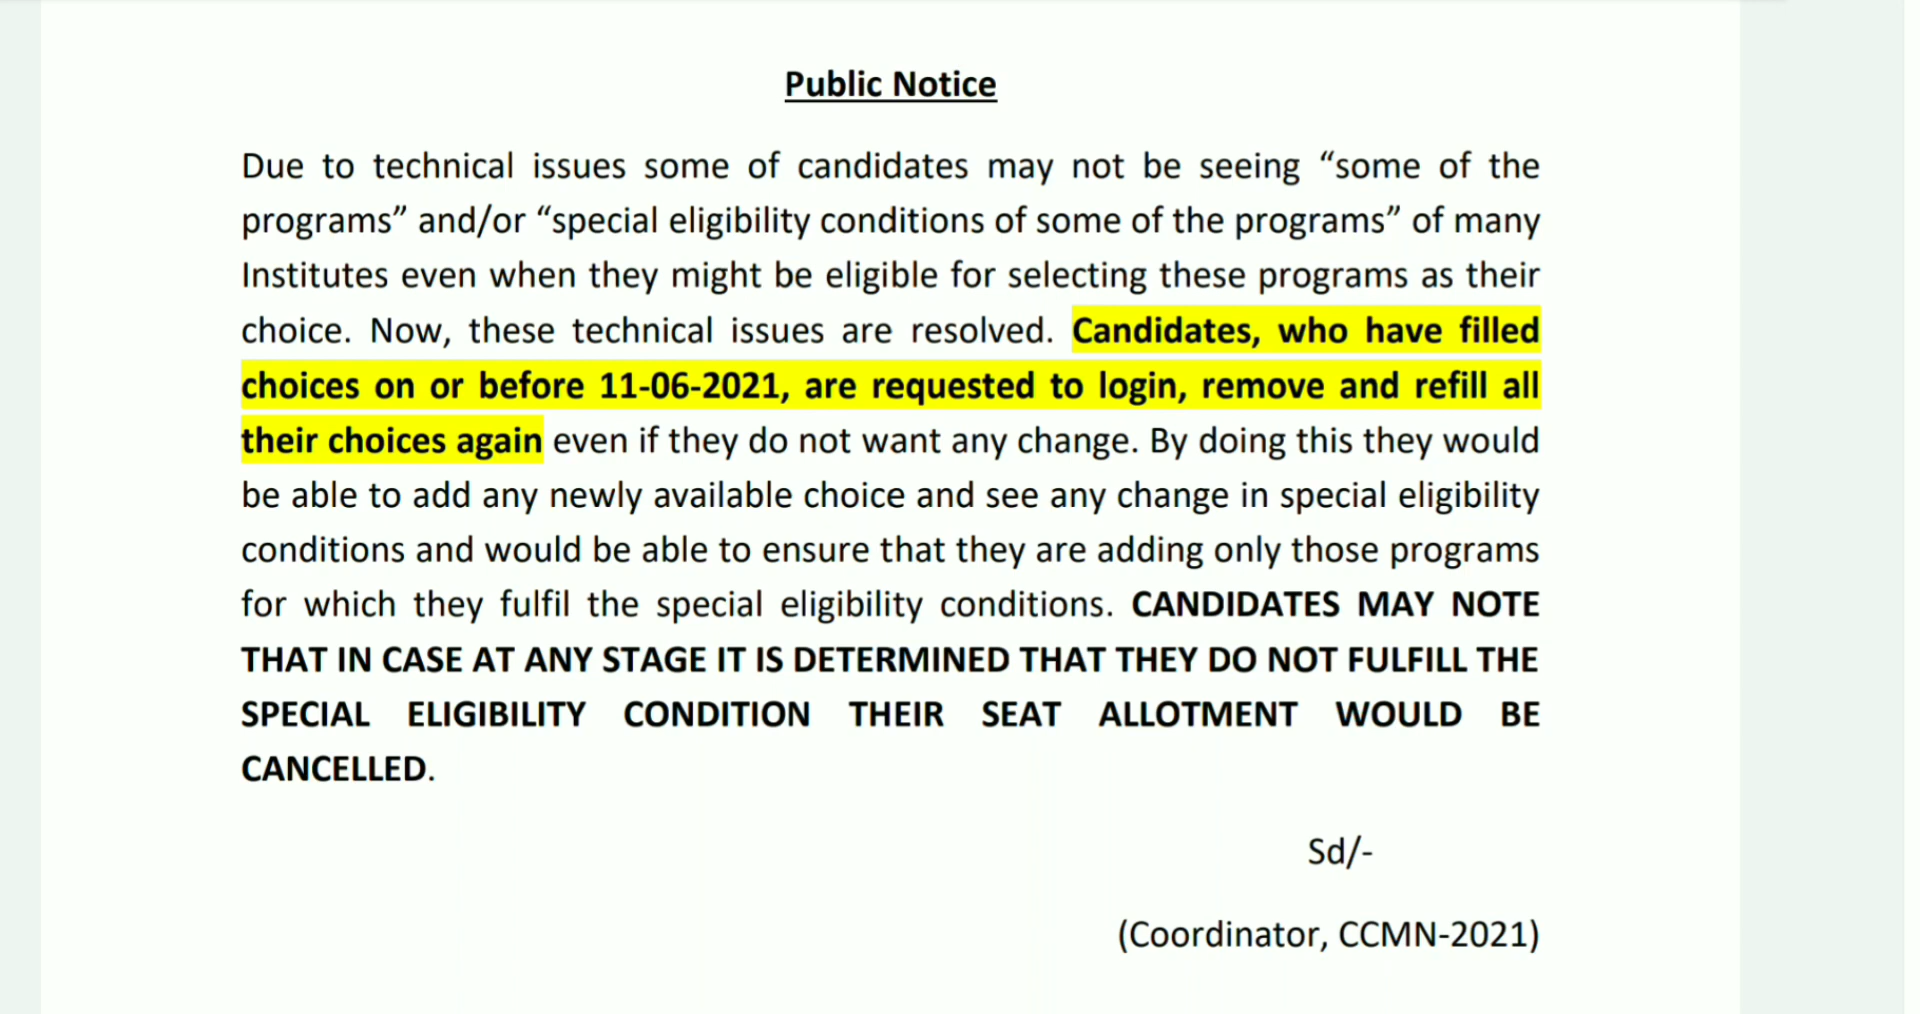 Public Notice
Due to technical issues some of candidates may not be seeing “some of the
programs” and/or “special eligibility conditions of some of the programs” of many
Institutes even when they might be eligible for selecting these programs as their
choice. Now, these technical issues are resolved. Candidates, who have filled
choices on or before 11-06-2021, are requested to login, remove and refill all
their choices again even if they do not want any change. By doing this they would
be able to add any newly available choice and see any change in special eligibility
conditions and would be able to ensure that they are adding only those programs
for which they fulfil the special eligibility conditions. CANDIDATES MAY NOTE
THAT IN CASE AT ANY STAGE IT IS DETERMINED THAT THEY DO NOT FULFILL THE
SPECIAL ELIGIBILITY CONDITION THEIR SEAT ALLOTMENT WOULD BE
CANCELLED.
Sd/-
(Coordinator, CCMN-2021)